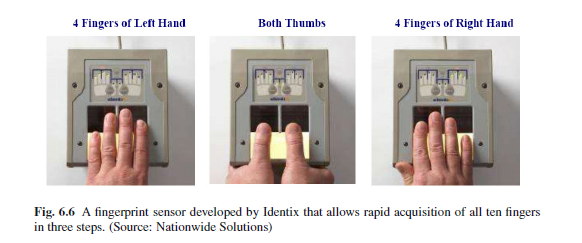 4 Fingers of Left Hand
Both Thumbs
4 Fingers of Right Hand
Fig. 6.6 A fingerprint sensor developed by Identix that allows rapid acquisition of all ten fingers
in three steps. (Source: Nationwide Solutions)